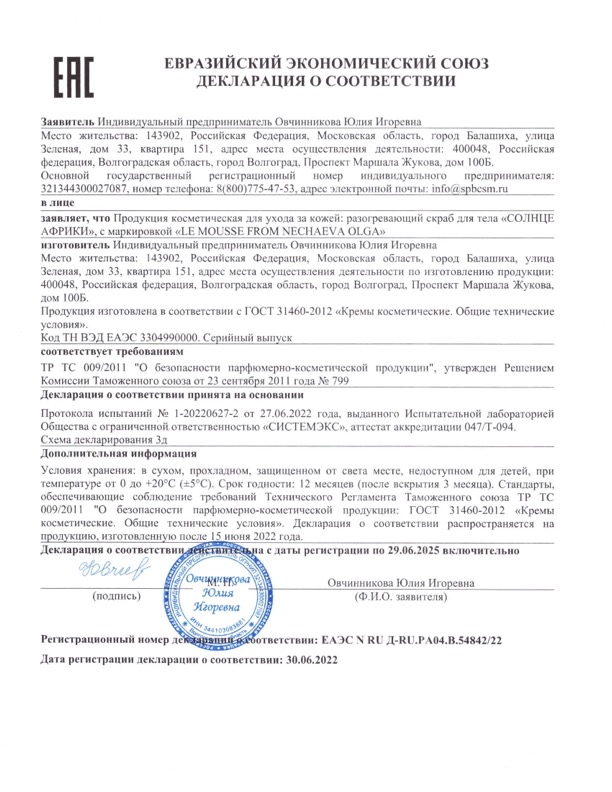 EAC
ЕВРАЗИЙСКИЙ ЭКОНОМИЧЕСКИЙ СОЮЗ
ДЕКЛАРАЦИЯ О СООТВЕТСТВИИ
Заявитель Индивидуальный предприниматель Овчинникова Юлия Игоревна
Место жительства: 143902, Российская Федерация, Московская область, город Балашиха, улица
Зеленая, дом 33, квартира 151, адрес места осуществления деятельности: 400048, Российская
федерация, Волгоградская область, город Волгоград, Проспект Маршала Жукова, дом 100Б.
Основной государственный регистрационный номер индивидуального предпринимателя:
321344300027087, номер телефона: 8(800)775-47-53, адрес электронной почты: info@spbcsm.ru
в лице
заявляет, что Продукция косметическая для ухода за кожей: разогревающий скраб для тела «СОЛНЦЕ
АФРИКИ», с маркировкой «LE MOUSSE FROM NECHAEVA OLGA»
изготовитель Индивидуальный предприниматель Овчинникова Юлия Игоревна
Место жительства: 143902, Российская Федерация, Московская область, город Балашиха, улица
Зеленая, дом 33, квартира 151, адрес места осуществления деятельности по изготовлению продукции:
400048, Российская федерация, Волгоградская область, город Волгоград, Проспект Маршала Жукова,
дом 100Б.
Продукция изготовлена в соответствии с ГОСТ 31460-2012 «Кремы косметические. Общие технические
условия».
Код ТН ВЭД ЕАЭС 3304990000. Серийный выпуск
соответствует требованиям
ТР ТС 009/2011 "О безопасности парфюмерно-косметической продукции", утвержден Решением
Комиссии Таможенного союза от 23 сентября 2011 года № 799
Декларация о соответствии принята на основании
Протокола испытаний № 1-20220627-2 от 27.06.2022 года, выданного Испытательной лабораторией
Общества с ограниченной ответственностью «СИСТЕМЭКС», аттестат аккредитации 047/Т-094.
Схема декларирования 3д
Дополнительная информация
Условия хранения: в сухом, прохладном, защищенном от света месте, недоступном для детей, при
температуре от 0 до +20°С (±5°С). Срок годности: 12 месяцев (после вскрытия 3 месяца). Стандарты,
обеспечивающие соблюдение требований Технического Регламента Таможенного союза ТР ТС
009/2011 "О безопасности парфюмерно-косметической продукции: ГОСТ 31460-2012 «Кремы
косметические. Общие технические условия». Декларация о соответствии распространяется на
продукцию, изготовленную после 15 июня 2022 года.
Декларация о соответствии действительна с даты регистрации по 29.06.2025 включительно
М. П.
Овчинникова
Юлия
Игоревна
ИНН 344103083881
Овчинникова Юлия Игоревна
(подпись)
(Ф.И.О. заявителя)
Регистрационный номер декларации о соответствии: ЕАЭС N RU Д-RU.РА04.В.54842/22
Дата регистрации декларации о соответствии: 30.06.2022